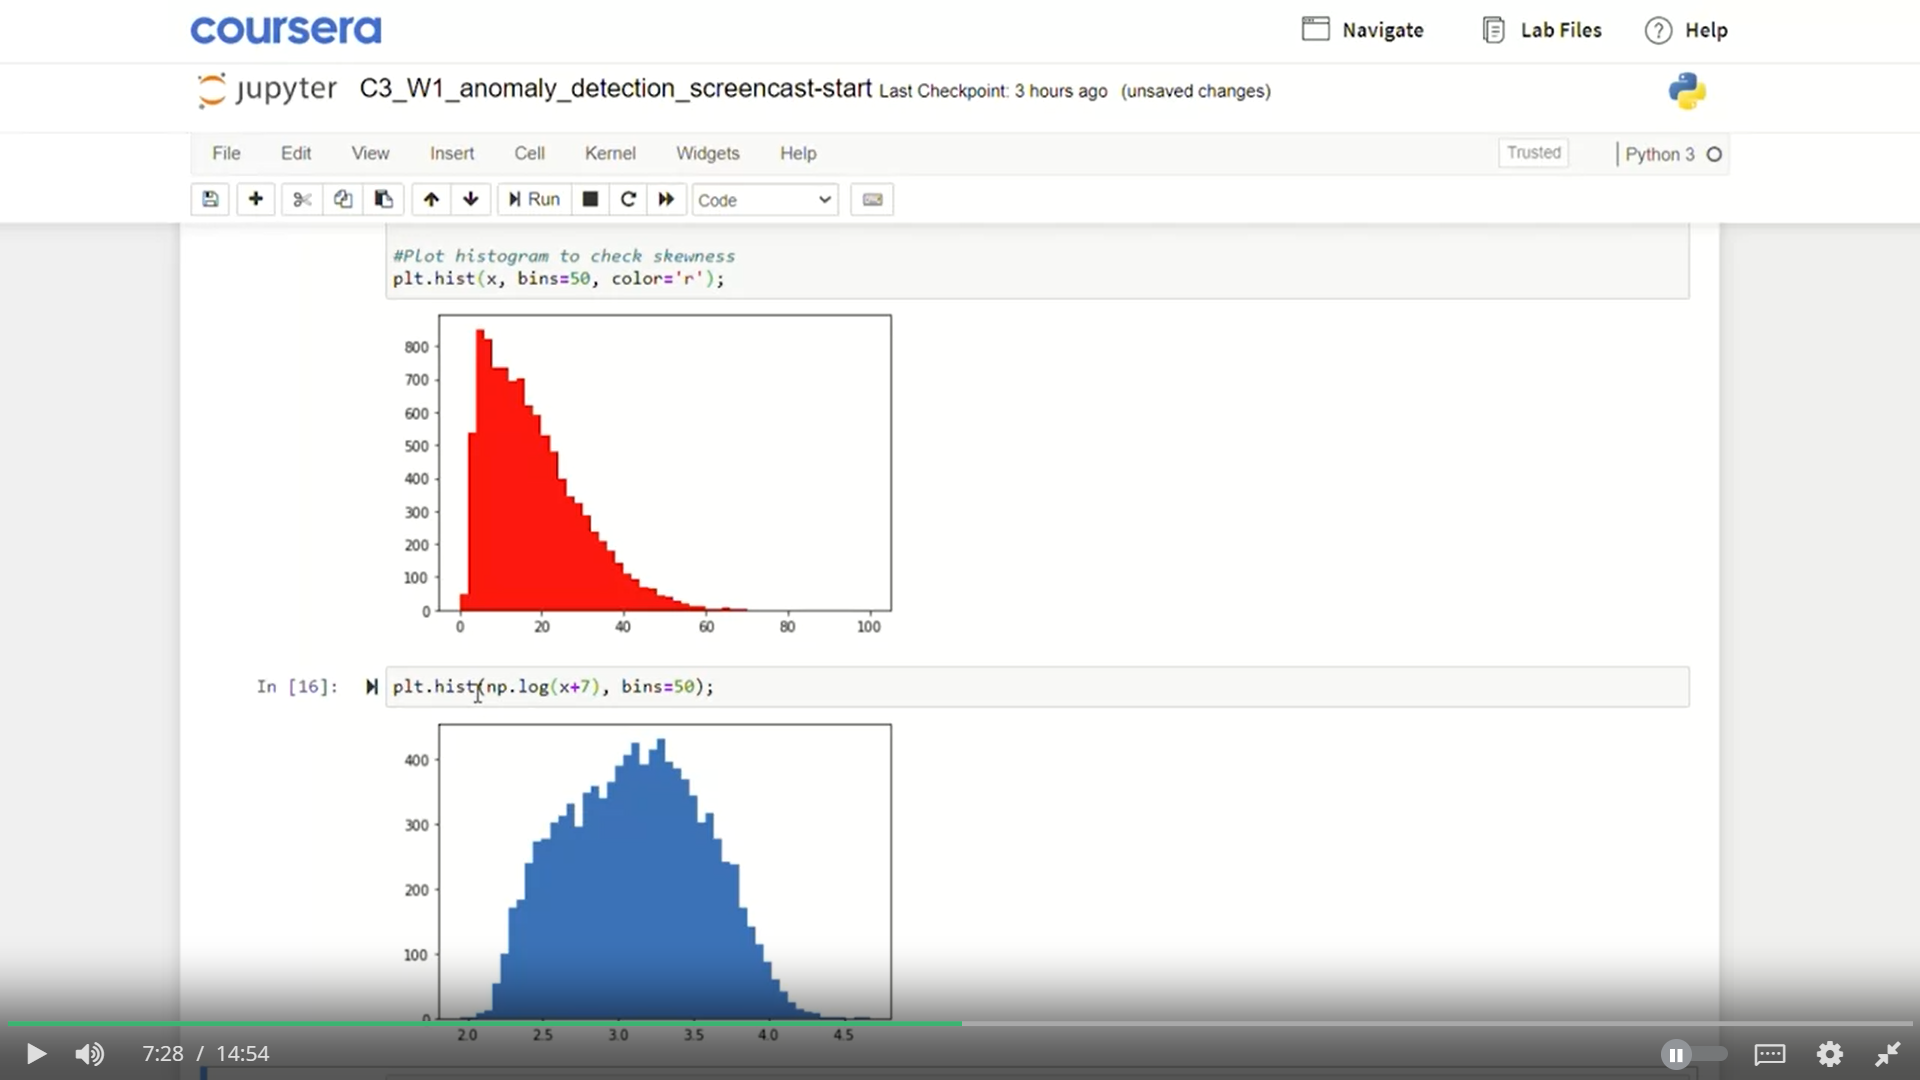 coursera
Navigate
Lab Files
Help
jupyter C3_W1_anomaly_detection_screencast-start Last Checkpoint: 3 hours ago (unsaved changes)
File Edit View Insert Cell Kernel Widgets Help
Trusted
Python 3
Run
Code
#Plot histogram to check skewness
plt.hist(x, bins=50, color='r');
800
700
600
500
400
300
200
100
0
0 20 40 60 80 100
In [16]: plt.hist(np.log(x+7), bins=50);
400
300
200
100
0
2.0 2.5 3.0 3.5 4.0 4.5
7:28 / 14:54